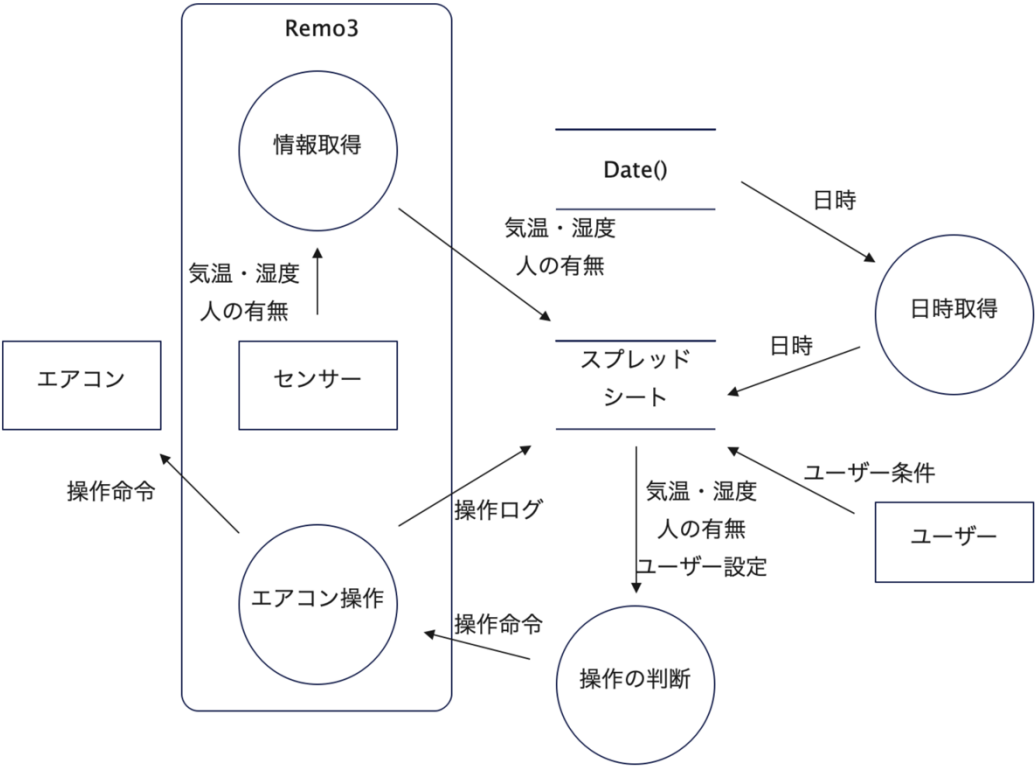 Remo3
情報取得
Date()
日時
気温・湿度
人の有無
気温・湿度
人の有無
日時取得
日時
スプレッド
シート
エアコン
センサー
ユーザー条件
操作命令
操作ログ
気温・湿度
人の有無
ユーザー設定
ユーザー
エアコン操作
操作命令
操作の判断